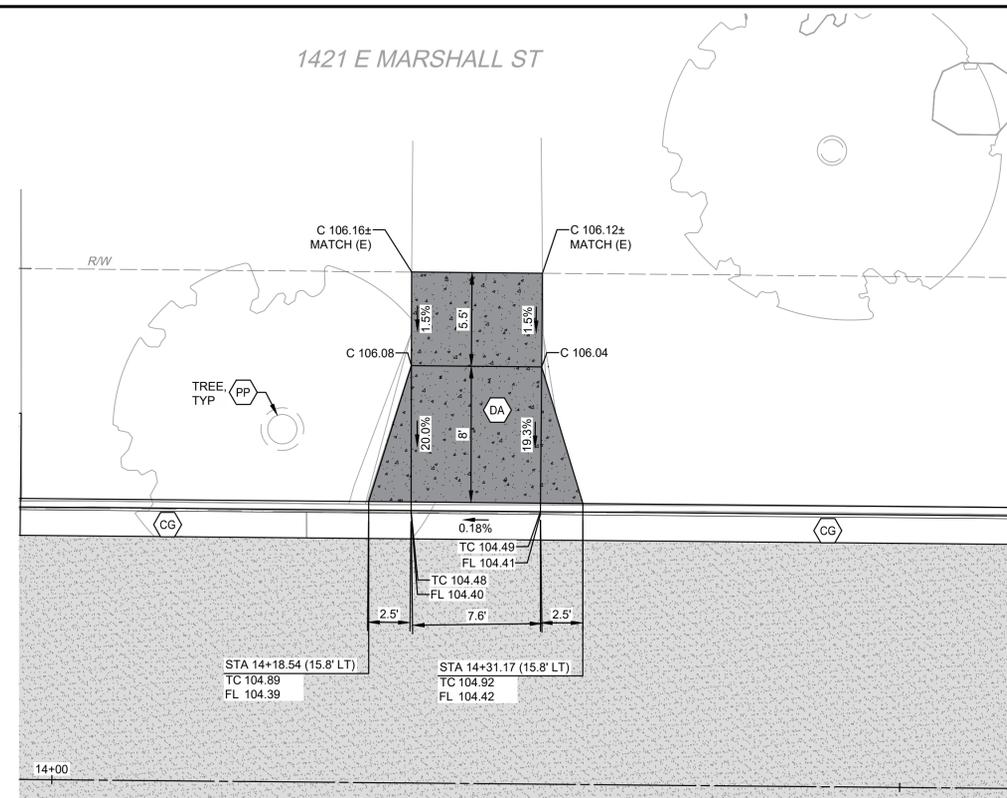 1421 E MARSHALL ST
C 106.16±
MATCH (E)
C 106.12±
MATCH (E)
R/W
1.5%
5.5'
1.5%
C 106.08
C 106.04
TREE,
TYP
PP
DA
20.0%
8'
19.3%
CG
0.18%
CG
TC 104.49
FL 104.41
TC 104.48
FL 104.40
2.5'
7.6'
2.5'
STA 14+18.54 (15.8' LT)
TC 104.89
FL 104.39
STA 14+31.17 (15.8' LT)
TC 104.92
FL 104.42
14+00